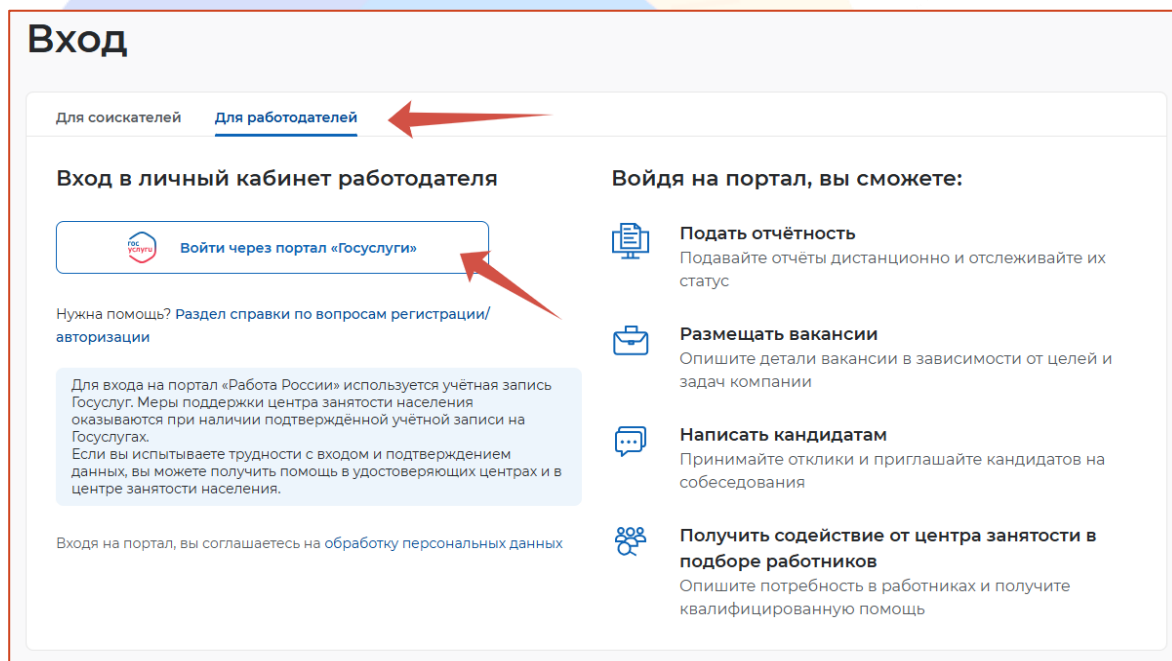 Вход
Для соискателей
Для работодателей
Вход в личный кабинет работодателя
гос
услуги
Войти через портал «Госуслуги»
Нужна помощь? Раздел справки по вопросам регистрации/
авторизации
Для входа на портал «Работа России» используется учётная запись
Госуслуг. Меры поддержки центра занятости населения
оказываются при наличии подтверждённой учётной записи на
Госуслугах.
Если вы испытываете трудности с входом и подтверждением
данных, вы можете получить помощь в удостоверяющих центрах и в
центре занятости населения.
Входя на портал, вы соглашаетесь на обработку персональных данных
Войдя на портал, вы сможете:
Подать отчётность
Подавайте отчёты дистанционно и отслеживайте их
статус
Размещать вакансии
Опишите детали вакансии в зависимости от целей и
задач компании
Написать кандидатам
Принимайте отклики и приглашайте кандидатов на
собеседования
Получить содействие от центра занятости в
подборе работников
Опишите потребность в работниках и получите
квалифицированную помощь